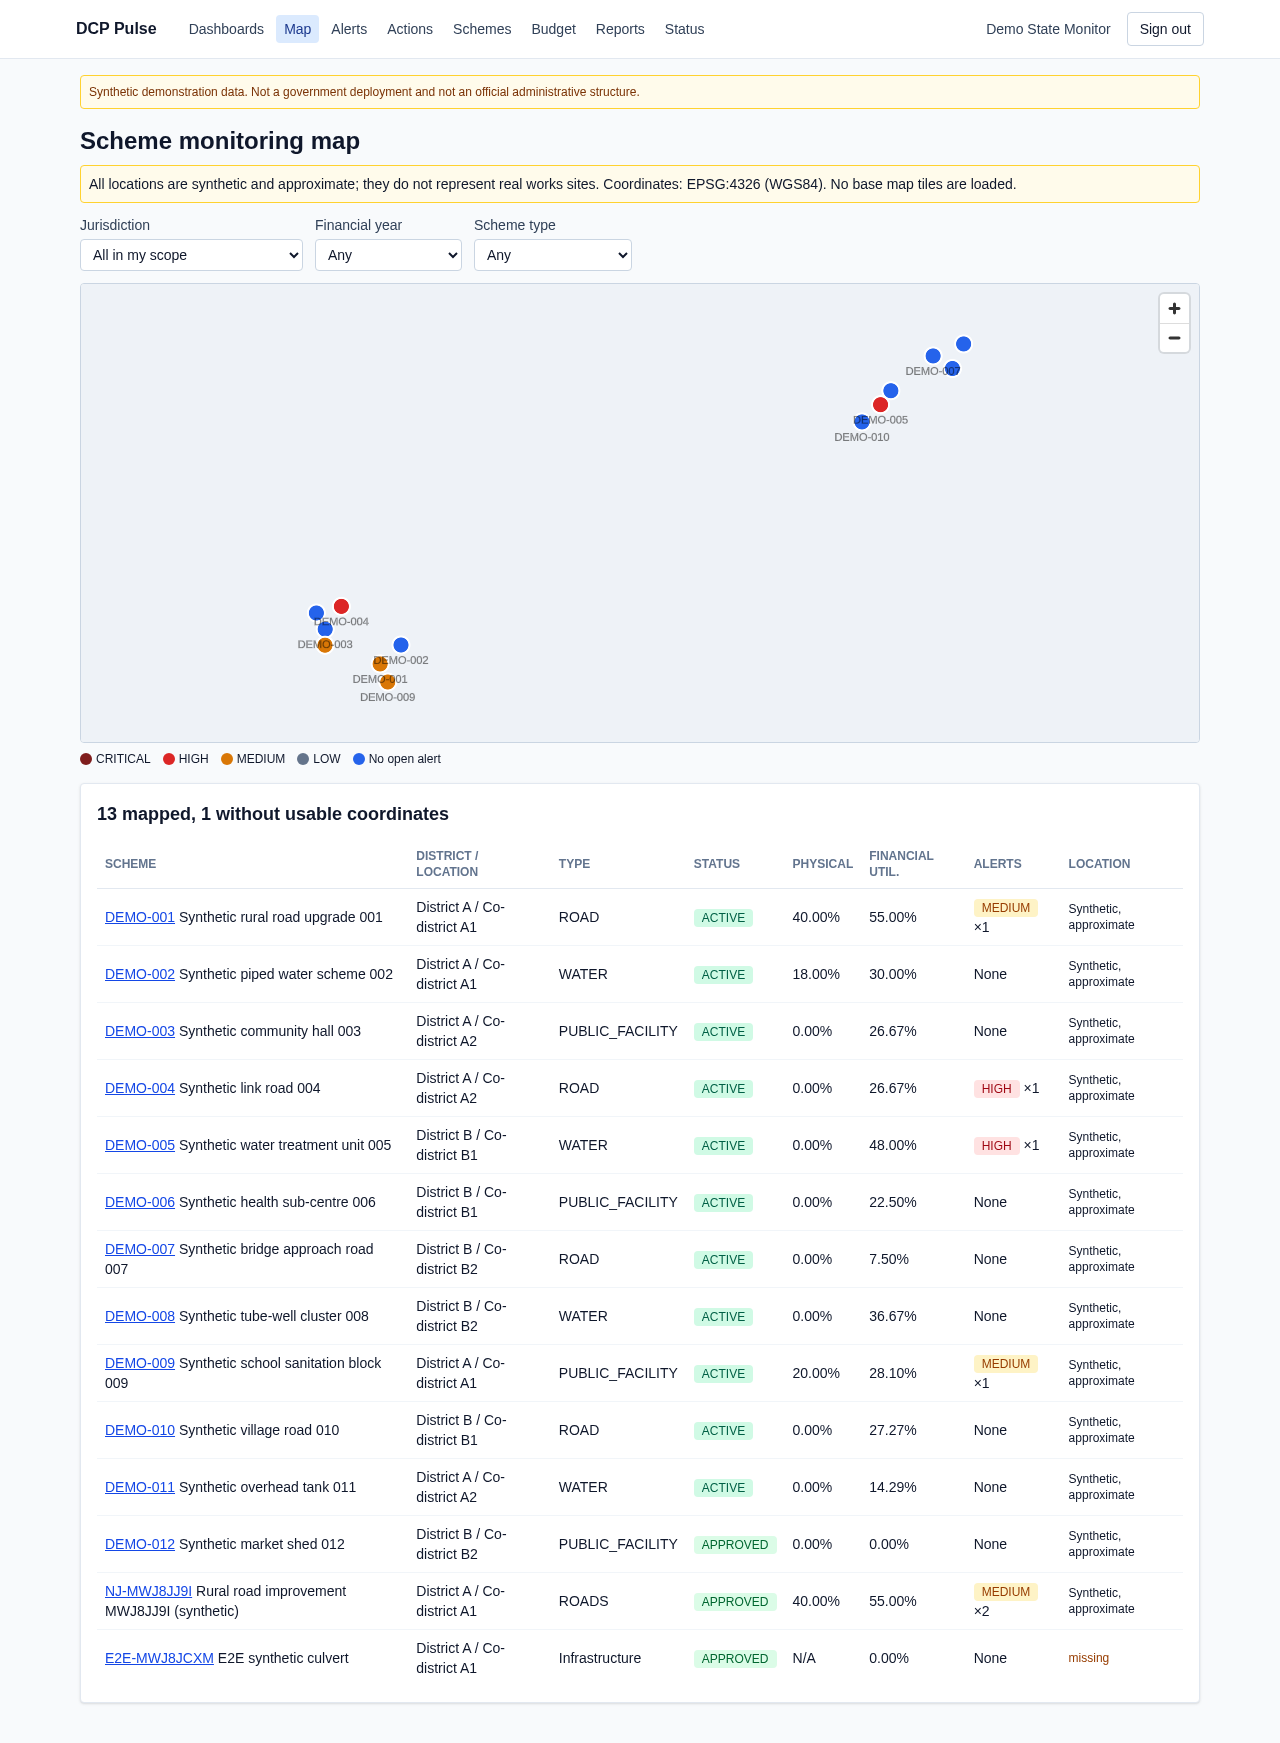 DCP Pulse Dashboards Map Alerts Actions Schemes Budget Reports Status Demo State Monitor Sign out
Synthetic demonstration data. Not a government deployment and not an official administrative structure.
Scheme monitoring map
All locations are synthetic and approximate; they do not represent real works sites. Coordinates: EPSG:4326 (WGS84). No base map tiles are loaded.
Jurisdiction Financial year Scheme type
All in my scope Any Any
DEMO-007
DEMO-005
DEMO-010
DEMO-004
DEMO-003
DEMO-002
DEMO-001
DEMO-009
CRITICAL HIGH MEDIUM LOW No open alert
13 mapped, 1 without usable coordinates
SCHEME DISTRICT / LOCATION TYPE STATUS PHYSICAL FINANCIAL UTIL. ALERTS LOCATION
DEMO-001 Synthetic rural road upgrade 001 District A / Co-district A1 ROAD ACTIVE 40.00% 55.00% MEDIUM ×1 Synthetic, approximate
DEMO-002 Synthetic piped water scheme 002 District A / Co-district A1 WATER ACTIVE 18.00% 30.00% None Synthetic, approximate
DEMO-003 Synthetic community hall 003 District A / Co-district A2 PUBLIC_FACILITY ACTIVE 0.00% 26.67% None Synthetic, approximate
DEMO-004 Synthetic link road 004 District A / Co-district A2 ROAD ACTIVE 0.00% 26.67% HIGH ×1 Synthetic, approximate
DEMO-005 Synthetic water treatment unit 005 District B / Co-district B1 WATER ACTIVE 0.00% 48.00% HIGH ×1 Synthetic, approximate
DEMO-006 Synthetic health sub-centre 006 District B / Co-district B1 PUBLIC_FACILITY ACTIVE 0.00% 22.50% None Synthetic, approximate
DEMO-007 Synthetic bridge approach road 007 District B / Co-district B2 ROAD ACTIVE 0.00% 7.50% None Synthetic, approximate
DEMO-008 Synthetic tube-well cluster 008 District B / Co-district B2 WATER ACTIVE 0.00% 36.67% None Synthetic, approximate
DEMO-009 Synthetic school sanitation block 009 District A / Co-district A1 PUBLIC_FACILITY ACTIVE 20.00% 28.10% MEDIUM ×1 Synthetic, approximate
DEMO-010 Synthetic village road 010 District B / Co-district B1 ROAD ACTIVE 0.00% 27.27% None Synthetic, approximate
DEMO-011 Synthetic overhead tank 011 District A / Co-district A2 WATER ACTIVE 0.00% 14.29% None Synthetic, approximate
DEMO-012 Synthetic market shed 012 District B / Co-district B2 PUBLIC_FACILITY APPROVED 0.00% 0.00% None Synthetic, approximate
NJ-MWJ8JJ9I Rural road improvement MWJ8JJ9I (synthetic) District A / Co-district A1 ROADS APPROVED 40.00% 55.00% MEDIUM ×2 Synthetic, approximate
E2E-MWJ8JCXM E2E synthetic culvert District A / Co-district A1 Infrastructure APPROVED N/A 0.00% None missing